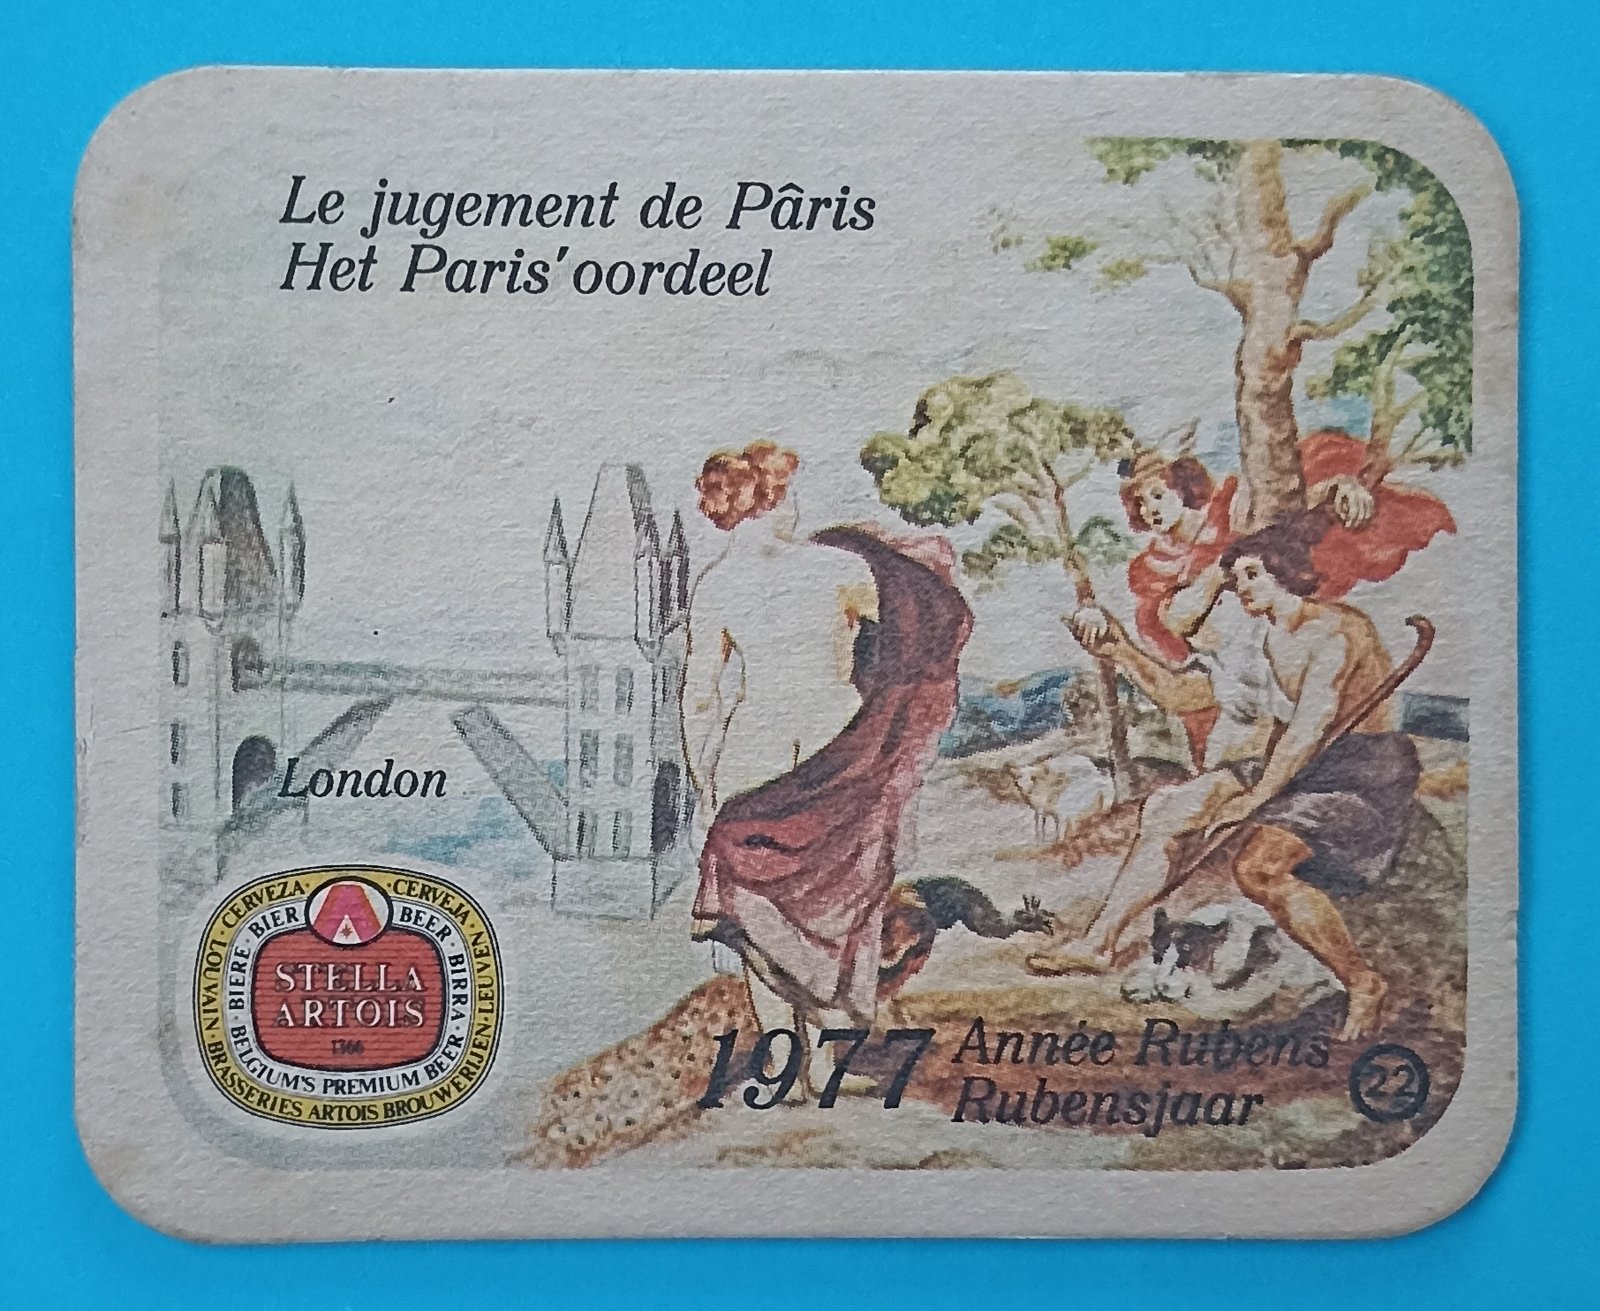 Le jugement de Pâris
Het Paris'oordeel
London
CERVEZA · CERVEJA · LEUVEN · BROUWERIJEN ARTOIS BRASSERIES · LOUVAIN ·
BIERE · BIER BEER · BIRRA · BELGIUM'S PREMIUM BEER
STELLA
ARTOIS
1366
1977 Année Rubens
Rubensjaar
22